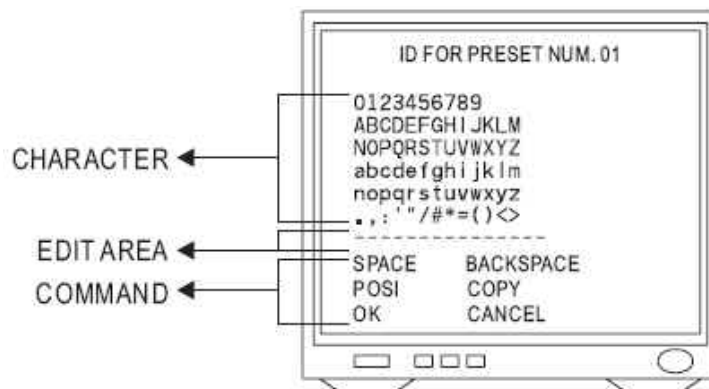 ID FOR PRESET NUM. 01
0123456789
ABCDEFGHIJKLM
NOPQRSTUVWXYZ
CHARACTER
abcdefghijklm
nopqrstuvwxyz
.,:'"/#*=()<>
EDIT AREA
----------------
SPACE BACKSPACE
COMMAND
POSI COPY
OK CANCEL